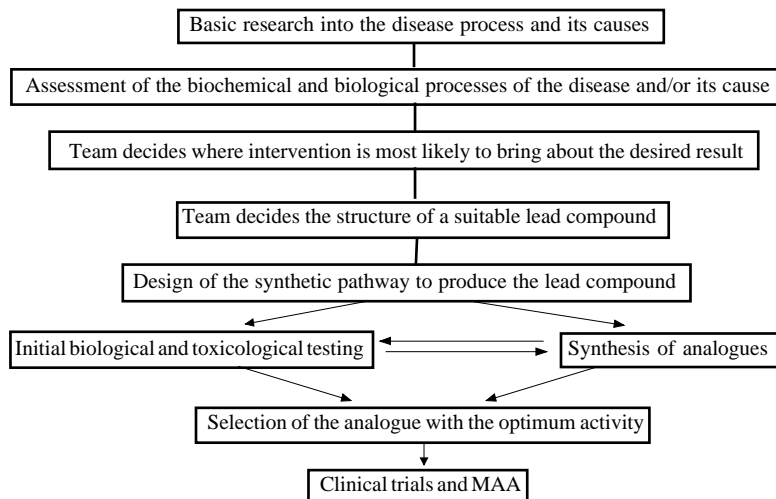 Basic research into the disease process and its causes
Assessment of the biochemical and biological processes of the disease and/or its cause
Team decides where intervention is most likely to bring about the desired result
Team decides the structure of a suitable lead compound
Design of the synthetic pathway to produce the lead compound
Initial biological and toxicological testing
Synthesis of analogues
Selection of the analogue with the optimum activity
Clinical trials and MAA